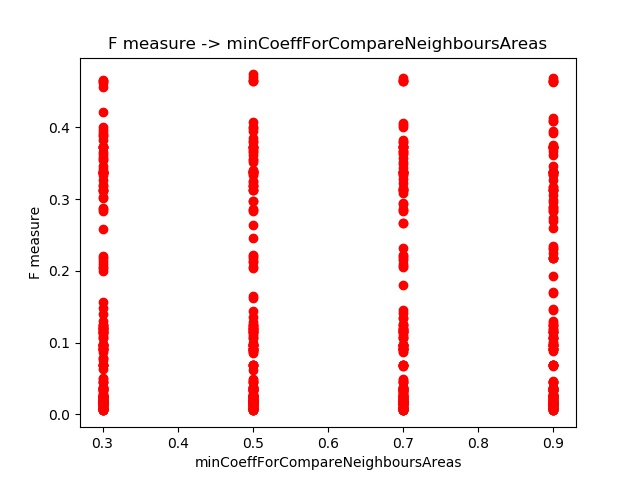 F measure -> minCoeffForCompareNeighboursAreas
F measure
0.4
0.3
0.2
0.1
0.0
0.3 0.4 0.5 0.6 0.7 0.8 0.9
minCoeffForCompareNeighboursAreas